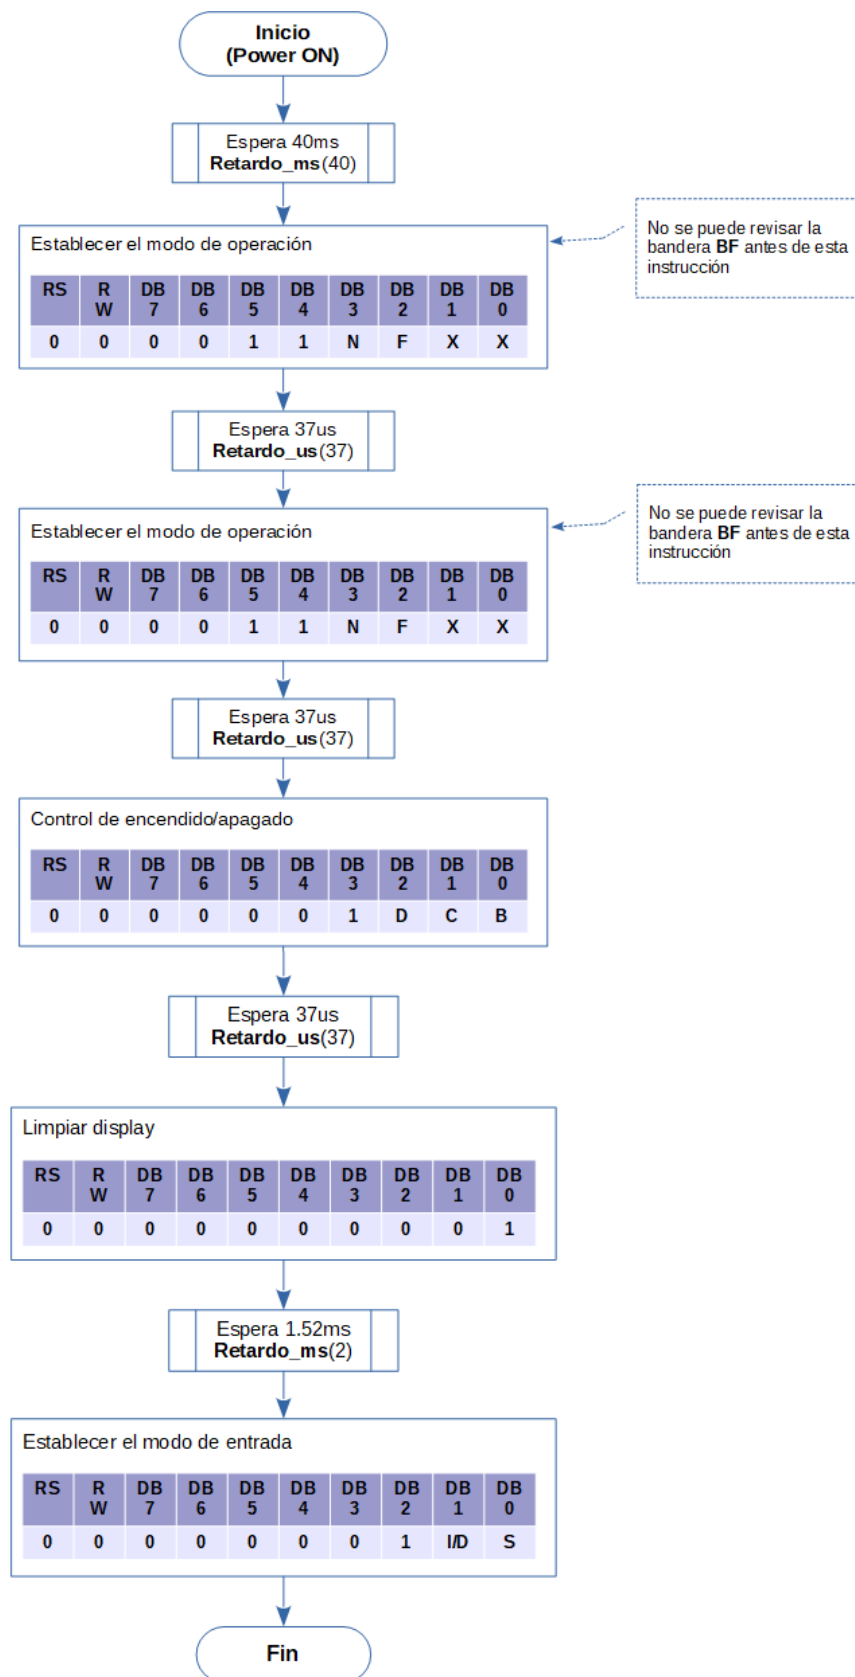 Inicio
(Power ON)
Espera 40ms
Retardo_ms(40)
Establecer el modo de operación
No se puede revisar la
bandera BF antes de esta
instrucción
RS R W DB 7 DB 6 DB 5 DB 4 DB 3 DB 2 DB 1 DB 0
0 0 0 0 1 1 N F X X
Espera 37us
Retardo_us(37)
Establecer el modo de operación
No se puede revisar la
bandera BF antes de esta
instrucción
RS R W DB 7 DB 6 DB 5 DB 4 DB 3 DB 2 DB 1 DB 0
0 0 0 0 1 1 N F X X
Espera 37us
Retardo_us(37)
Control de encendido/apagado
RS R W DB 7 DB 6 DB 5 DB 4 DB 3 DB 2 DB 1 DB 0
0 0 0 0 0 0 1 D C B
Espera 37us
Retardo_us(37)
Limpiar display
RS R W DB 7 DB 6 DB 5 DB 4 DB 3 DB 2 DB 1 DB 0
0 0 0 0 0 0 0 0 0 1
Espera 1.52ms
Retardo_ms(2)
Establecer el modo de entrada
RS R W DB 7 DB 6 DB 5 DB 4 DB 3 DB 2 DB 1 DB 0
0 0 0 0 0 0 0 1 I/D S
Fin